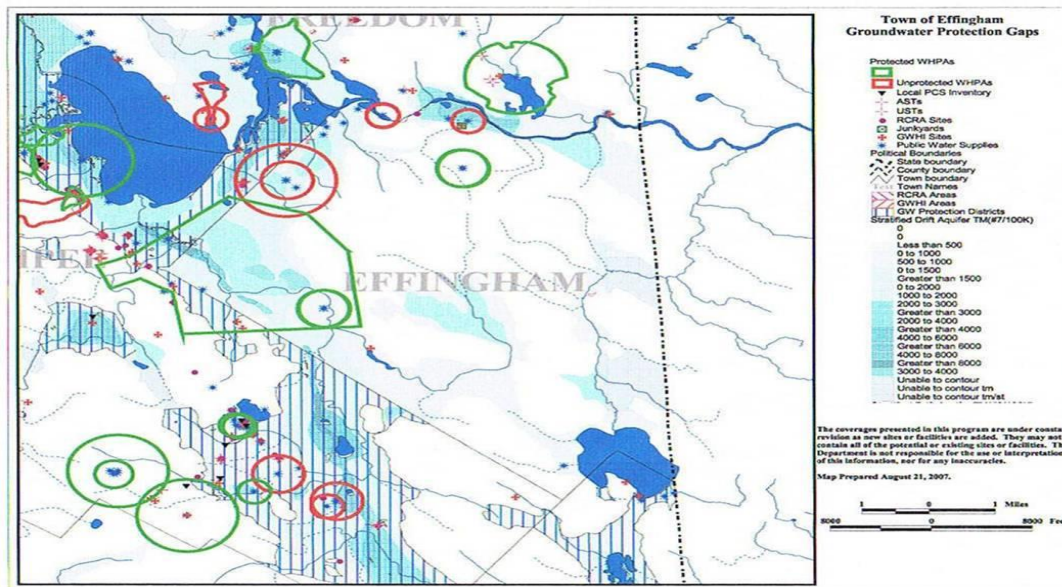 FREEDOM
EFFINGHAM
Town of Effingham
Groundwater Protection Gaps
Protected WHPAs
Unprotected WHPAs
Local PCS Inventory
ASTs
USTs
RCRA Sites
Junkyards
GWHI Sites
Public Water Supplies
Political Boundaries
State boundary
County boundary
Town boundary
Text Town Names
RCRA Areas
GWHI Areas
GW Protection Districts
Stratified Drift Aquifer TM(#7/100K)
0
0
Less than 500
0 to 1000
500 to 1000
0 to 1500
Greater than 1500
0 to 2000
1000 to 2000
2000 to 3000
Greater than 3000
2000 to 4000
Greater than 4000
4000 to 6000
Greater than 6000
4000 to 8000
Greater than 8000
3000 to 4000
Unable to contour
Unable to contour tm
Unable to contour tm/st
The coverages presented in this program are under consta
revision as new sites or facilities are added. They may not
contain all of the potential or existing sites or facilities. Th
Department is not responsible for the use or interpretation
of this information, nor for any inaccuracies.
Map Prepared August 21, 2007.
1 0 1 Miles
8000 0 8000 Fee